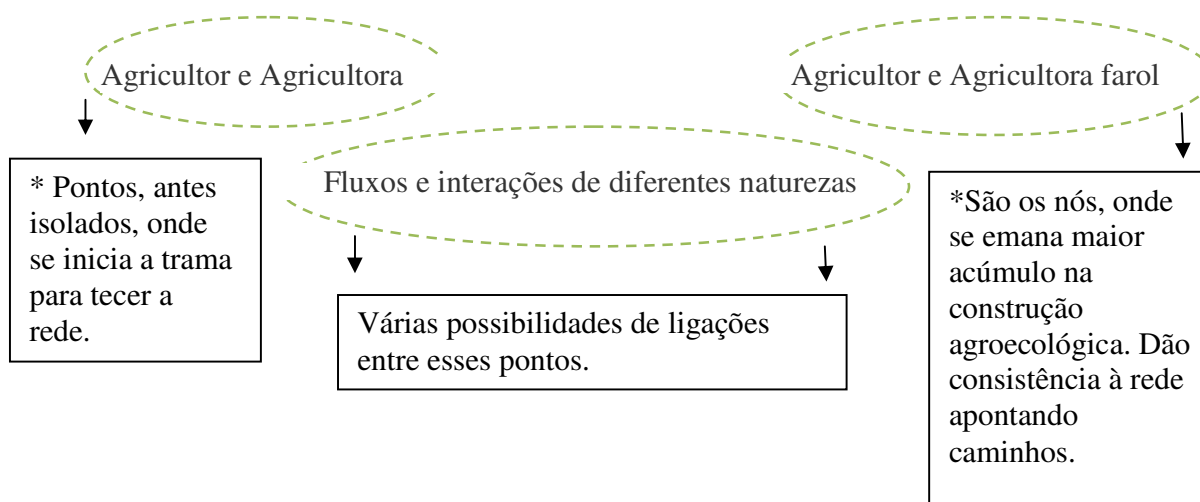 Agricultor e Agricultora
Agricultor e Agricultora farol
Fluxos e interações de diferentes naturezas
* Pontos, antes
isolados, onde
se inicia a trama
para tecer a
rede.
Várias possibilidades de ligações
entre esses pontos.
*São os nós, onde
se emana maior
acúmulo na
construção
agroecológica. Dão
consistência à rede
apontando
caminhos.